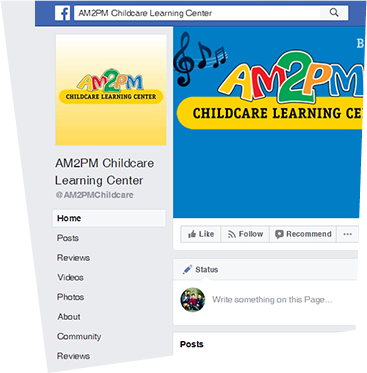 AM2PM Childcare Learning Center
AM2PM
CHILDCARE LEARNING CENTER
AM2PM Childcare
Learning Center
@AM2PMChildcare
Home
Posts
Reviews
Videos
Photos
About
Community
Reviews
B
AM2PM
CHILDCARE LEARNING CE
Like
Follow
Recommend
Status
Write something on this Page...
Posts